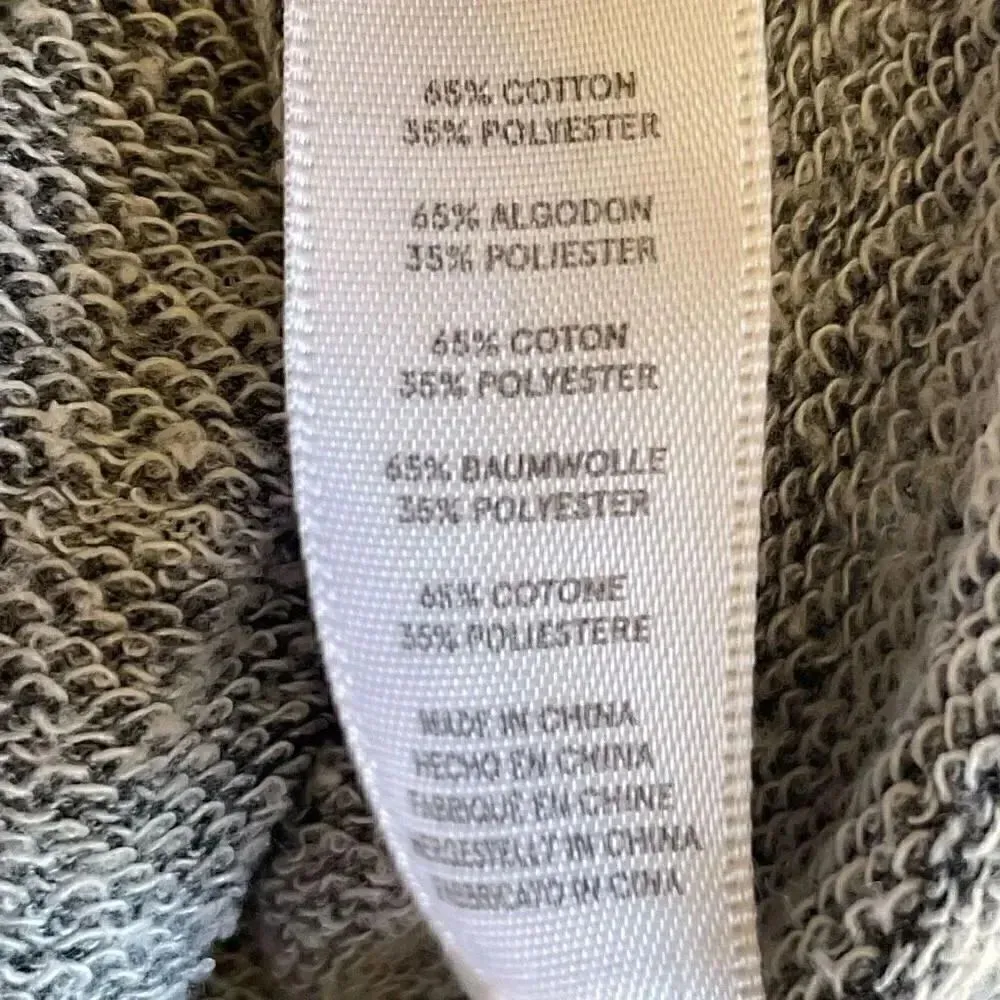 65% COTTON
35% POLYESTER
65% ALGODON
35% POLIESTER
65% COTON
35% POLYESTER
65% BAUMWOLLE
35% POLYESTER
65% COTONE
35% POLIESTERE
MADE IN CHINA
HECHO EN CHINA
FABRIQUE EN CHINE
HERGESTELLT IN CHINA
FABBRICATO IN CINA